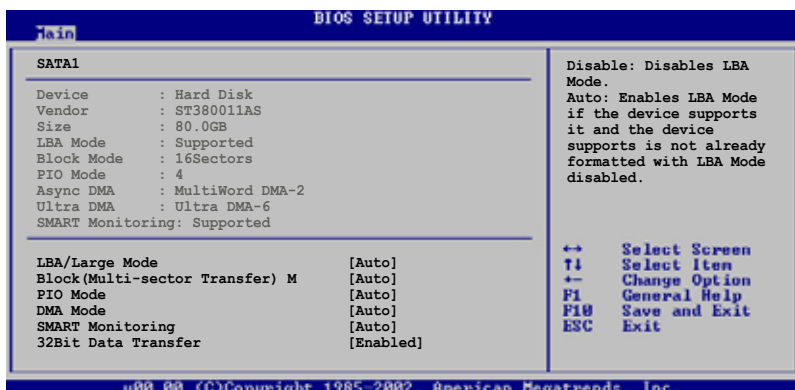 BIOS SETUP UTILITY
Main
SATA1
Device : Hard Disk
Vendor : ST380011AS
Size : 80.0GB
LBA Mode : Supported
Block Mode : 16Sectors
PIO Mode : 4
Async DMA : MultiWord DMA-2
Ultra DMA : Ultra DMA-6
SMART Monitoring: Supported
LBA/Large Mode [Auto]
Block(Multi-sector Transfer) M [Auto]
PIO Mode [Auto]
DMA Mode [Auto]
SMART Monitoring [Auto]
32Bit Data Transfer [Enabled]
Disable: Disables LBA
Mode.
Auto: Enables LBA Mode
if the device supports
it and the device
supports is not already
formatted with LBA Mode
disabled.
↔ Select Screen
↑↓ Select Item
+- Change Option
F1 General Help
F10 Save and Exit
ESC Exit
v00.00 (C)Copyright 1985-2002, American Megatrends, Inc.